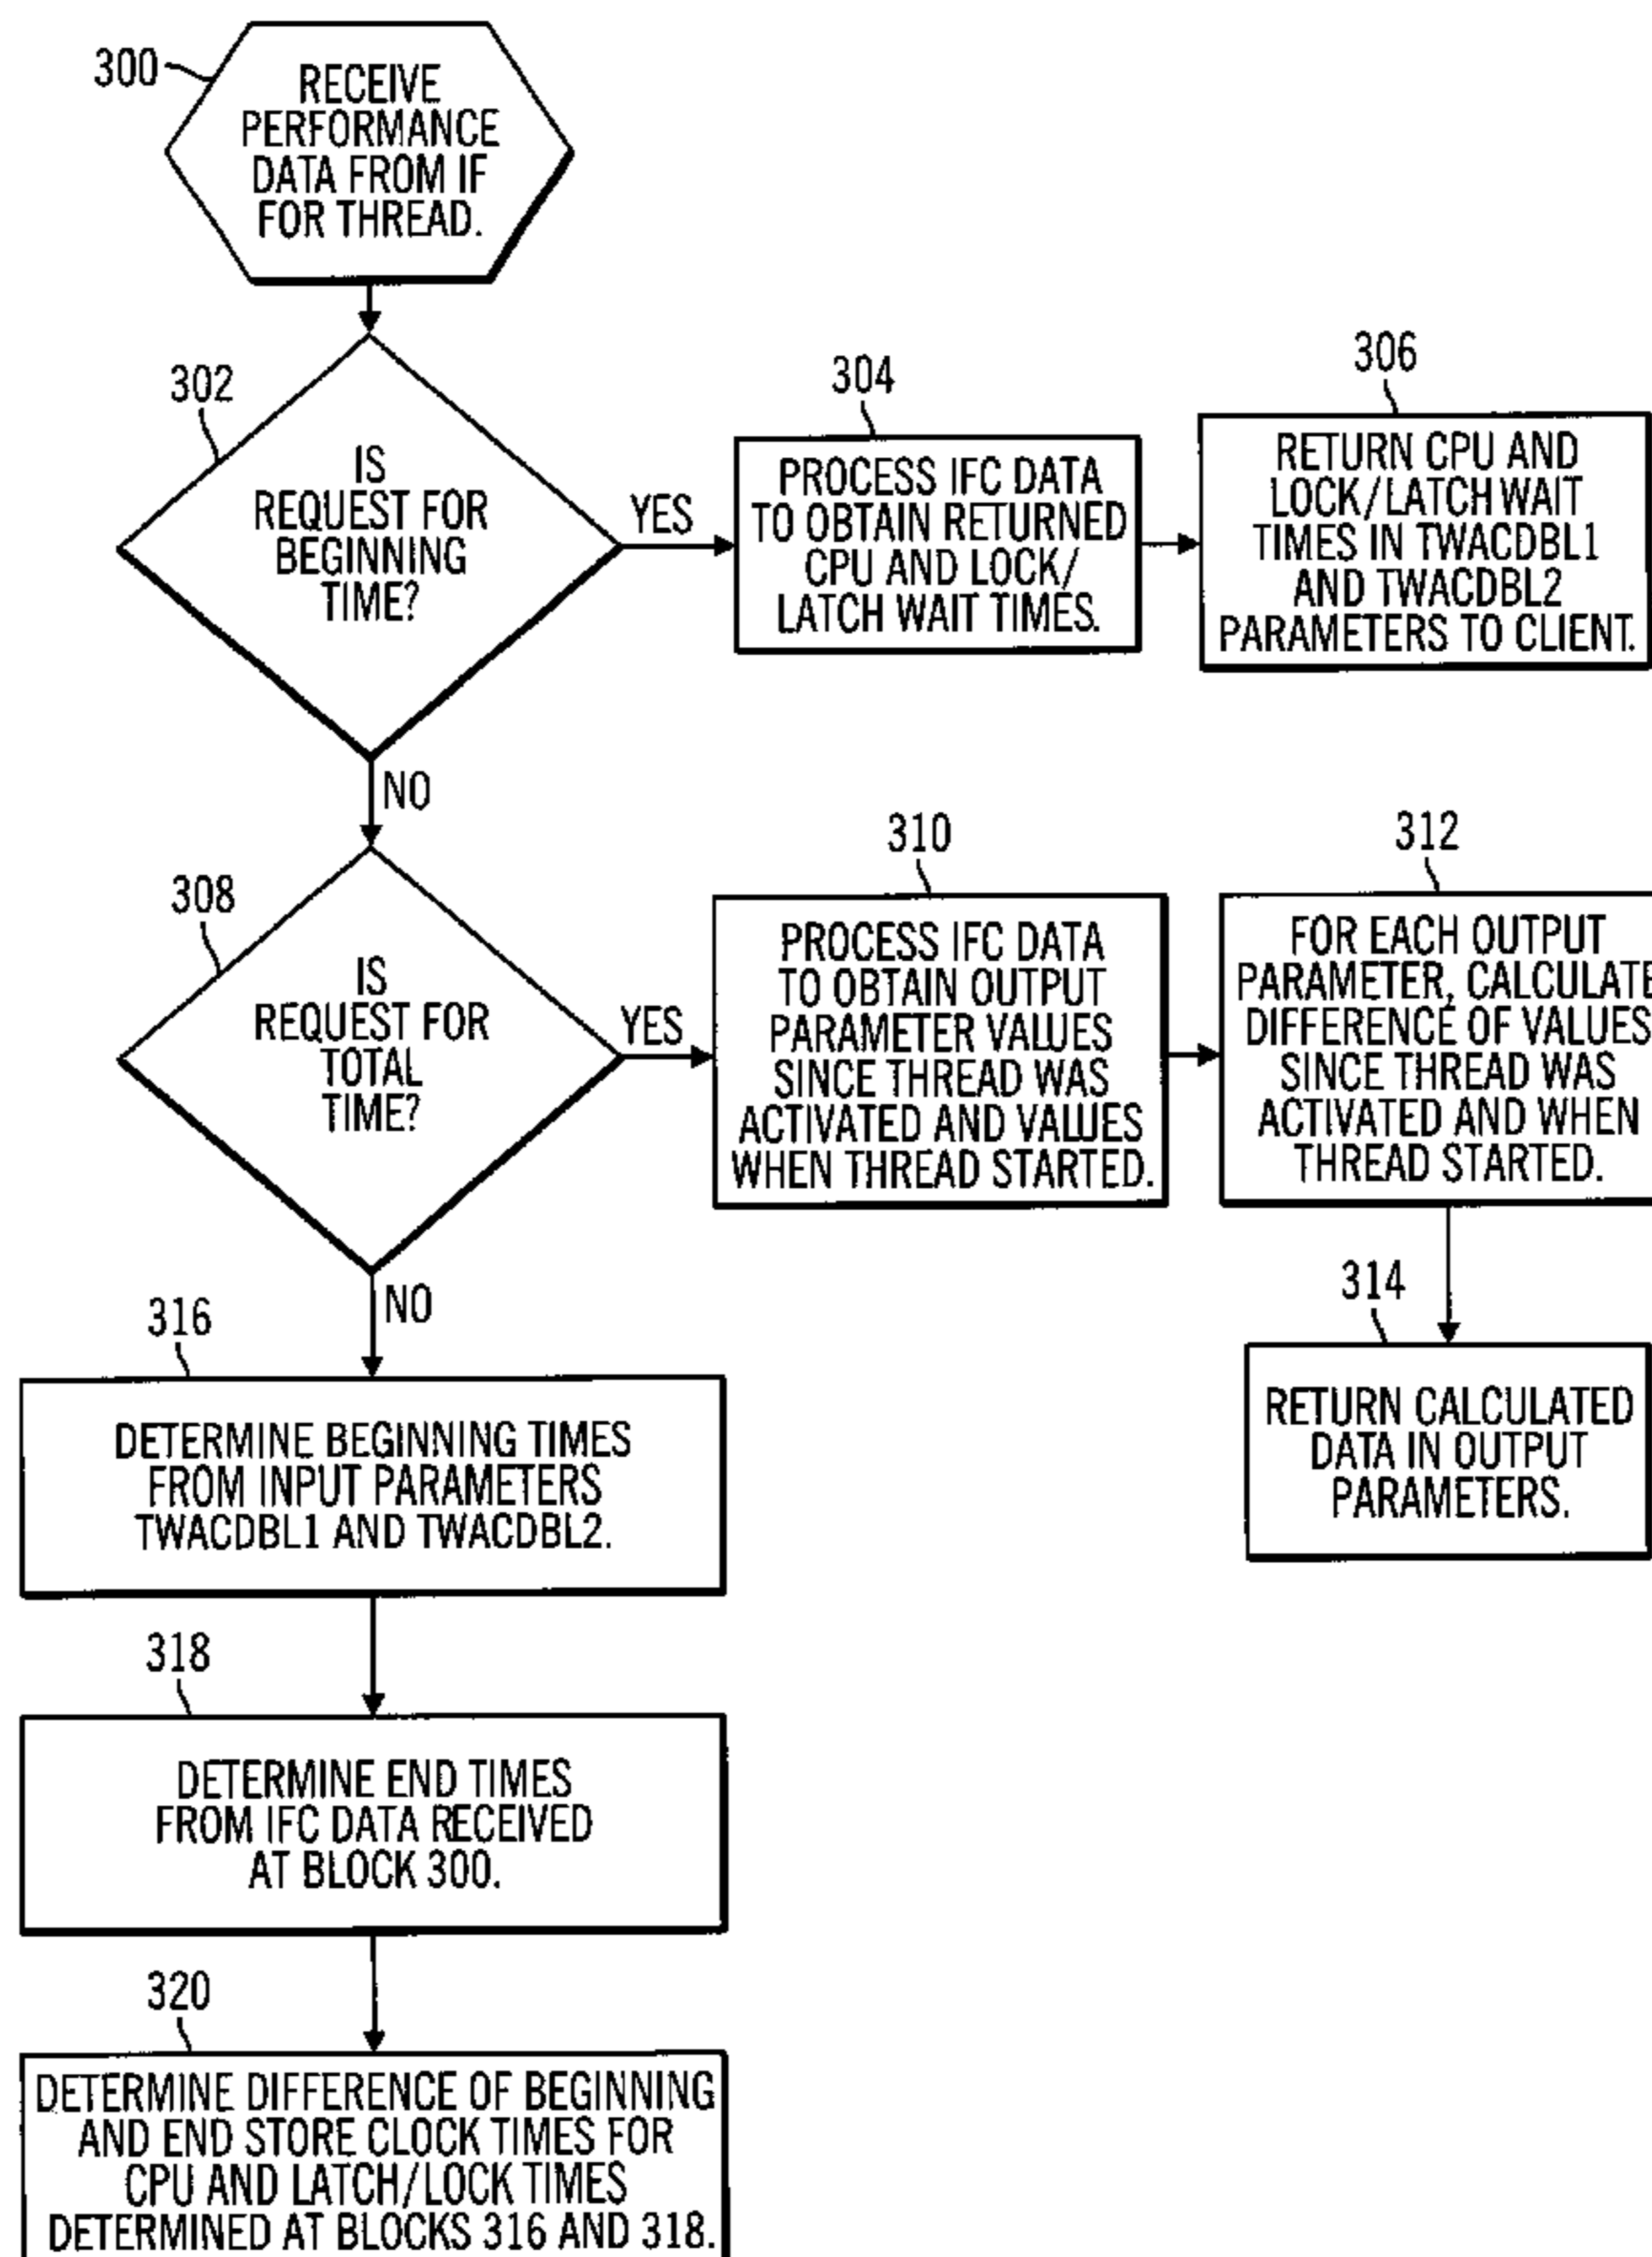 300
RECEIVE
PERFORMANCE
DATA FROM IF
FOR THREAD.
302
IS
REQUEST FOR
BEGINNING
TIME?
YES
304
PROCESS IFC DATA
TO OBTAIN RETURNED
CPU AND LOCK/
LATCH WAIT TIMES.
306
RETURN CPU AND
LOCK/LATCH WAIT
TIMES IN TWACDBL1
AND TWACDBL2
PARAMETERS TO CLIENT.
NO
308
IS
REQUEST FOR
TOTAL
TIME?
YES
310
PROCESS IFC DATA
TO OBTAIN OUTPUT
PARAMETER VALUES
SINCE THREAD WAS
ACTIVATED AND VALUES
WHEN THREAD STARTED.
312
FOR EACH OUTPUT
PARAMETER, CALCULATE
DIFFERENCE OF VALUES
SINCE THREAD WAS
ACTIVATED AND WHEN
THREAD STARTED.
314
RETURN CALCULATED
DATA IN OUTPUT
PARAMETERS.
NO
316
DETERMINE BEGINNING TIMES
FROM INPUT PARAMETERS
TWACDBL1 AND TWACDBL2.
318
DETERMINE END TIMES
FROM IFC DATA RECEIVED
AT BLOCK 300.
320
DETERMINE DIFFERENCE OF BEGINNING
AND END STORE CLOCK TIMES FOR
CPU AND LATCH/LOCK TIMES
DETERMINED AT BLOCKS 316 AND 318.